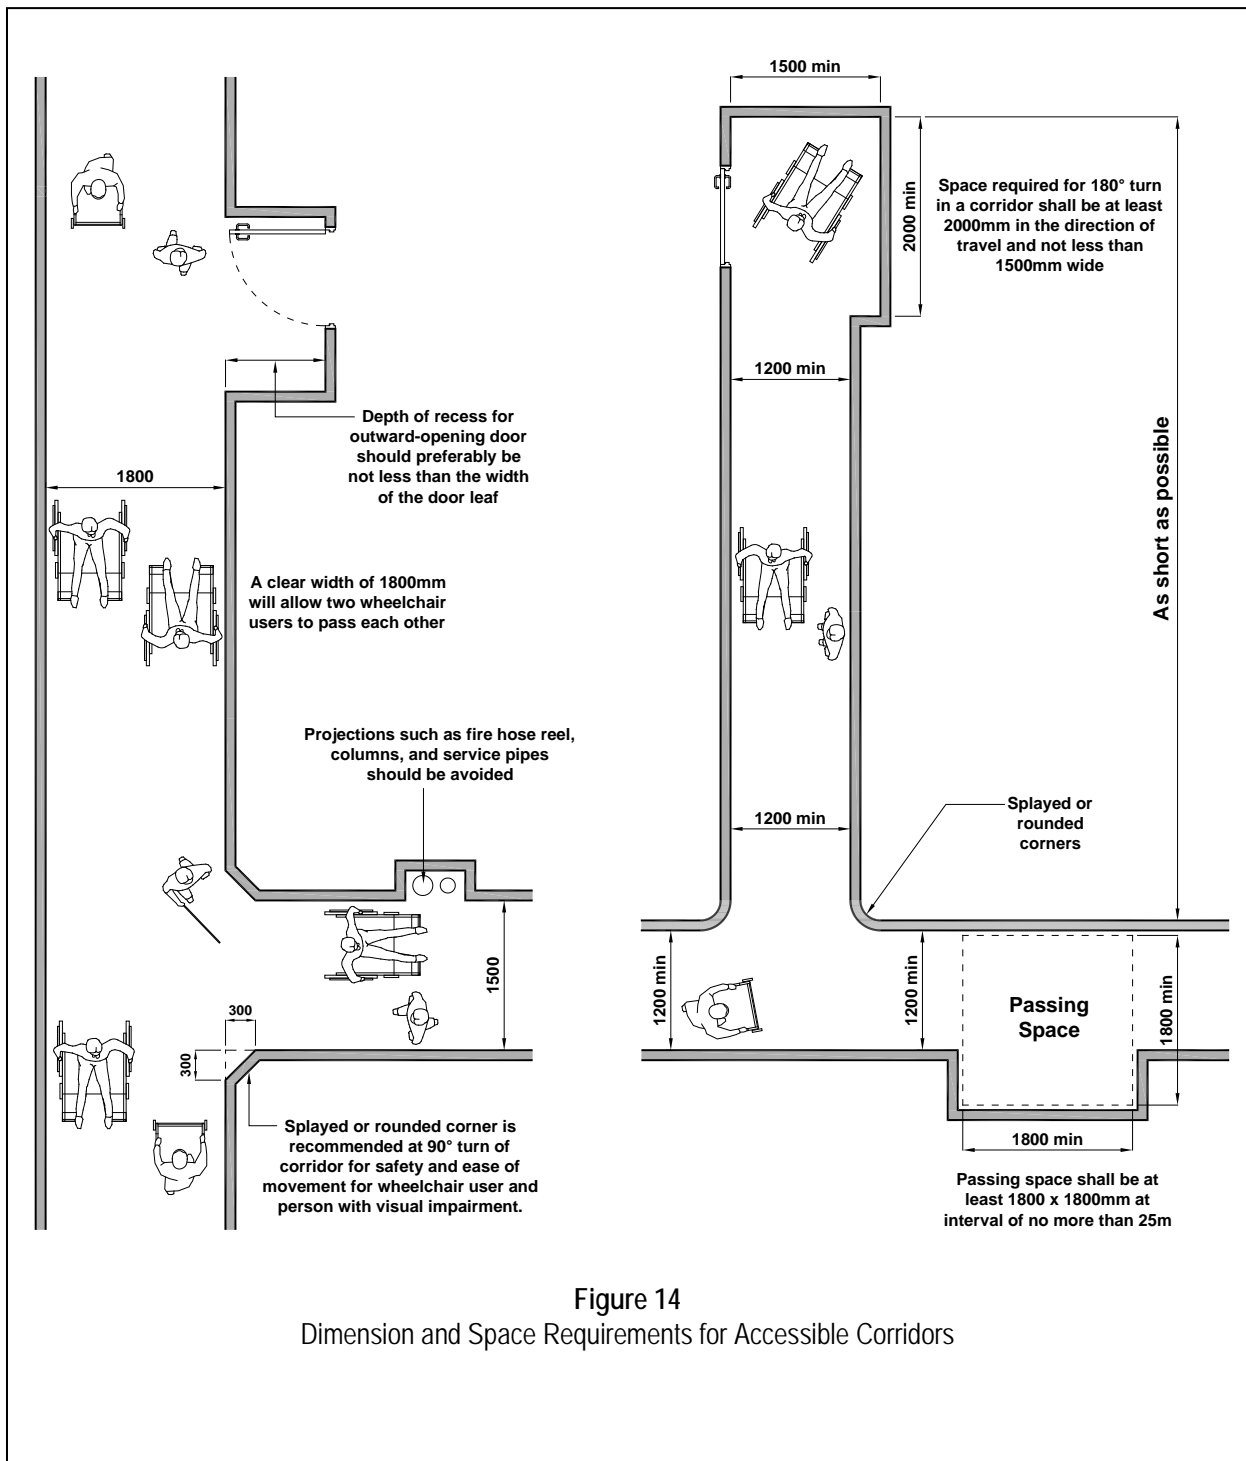 1500 min
2000 min
Space required for 180° turn
in a corridor shall be at least
2000mm in the direction of
travel and not less than
1500mm wide
1200 min
As short as possible
Depth of recess for
outward-opening door
should preferably be
not less than the width
of the door leaf
1800
A clear width of 1800mm
will allow two wheelchair
users to pass each other
Projections such as fire hose reel,
columns, and service pipes
should be avoided
1200 min
Splayed or
rounded
corners
1500
300
300
Splayed or rounded corner is
recommended at 90° turn of
corridor for safety and ease of
movement for wheelchair user and
person with visual impairment.
1200 min
1200 min
Passing
Space
1800 min
1800 min
Passing space shall be at
least 1800 x 1800mm at
interval of no more than 25m
Figure 14
Dimension and Space Requirements for Accessible Corridors